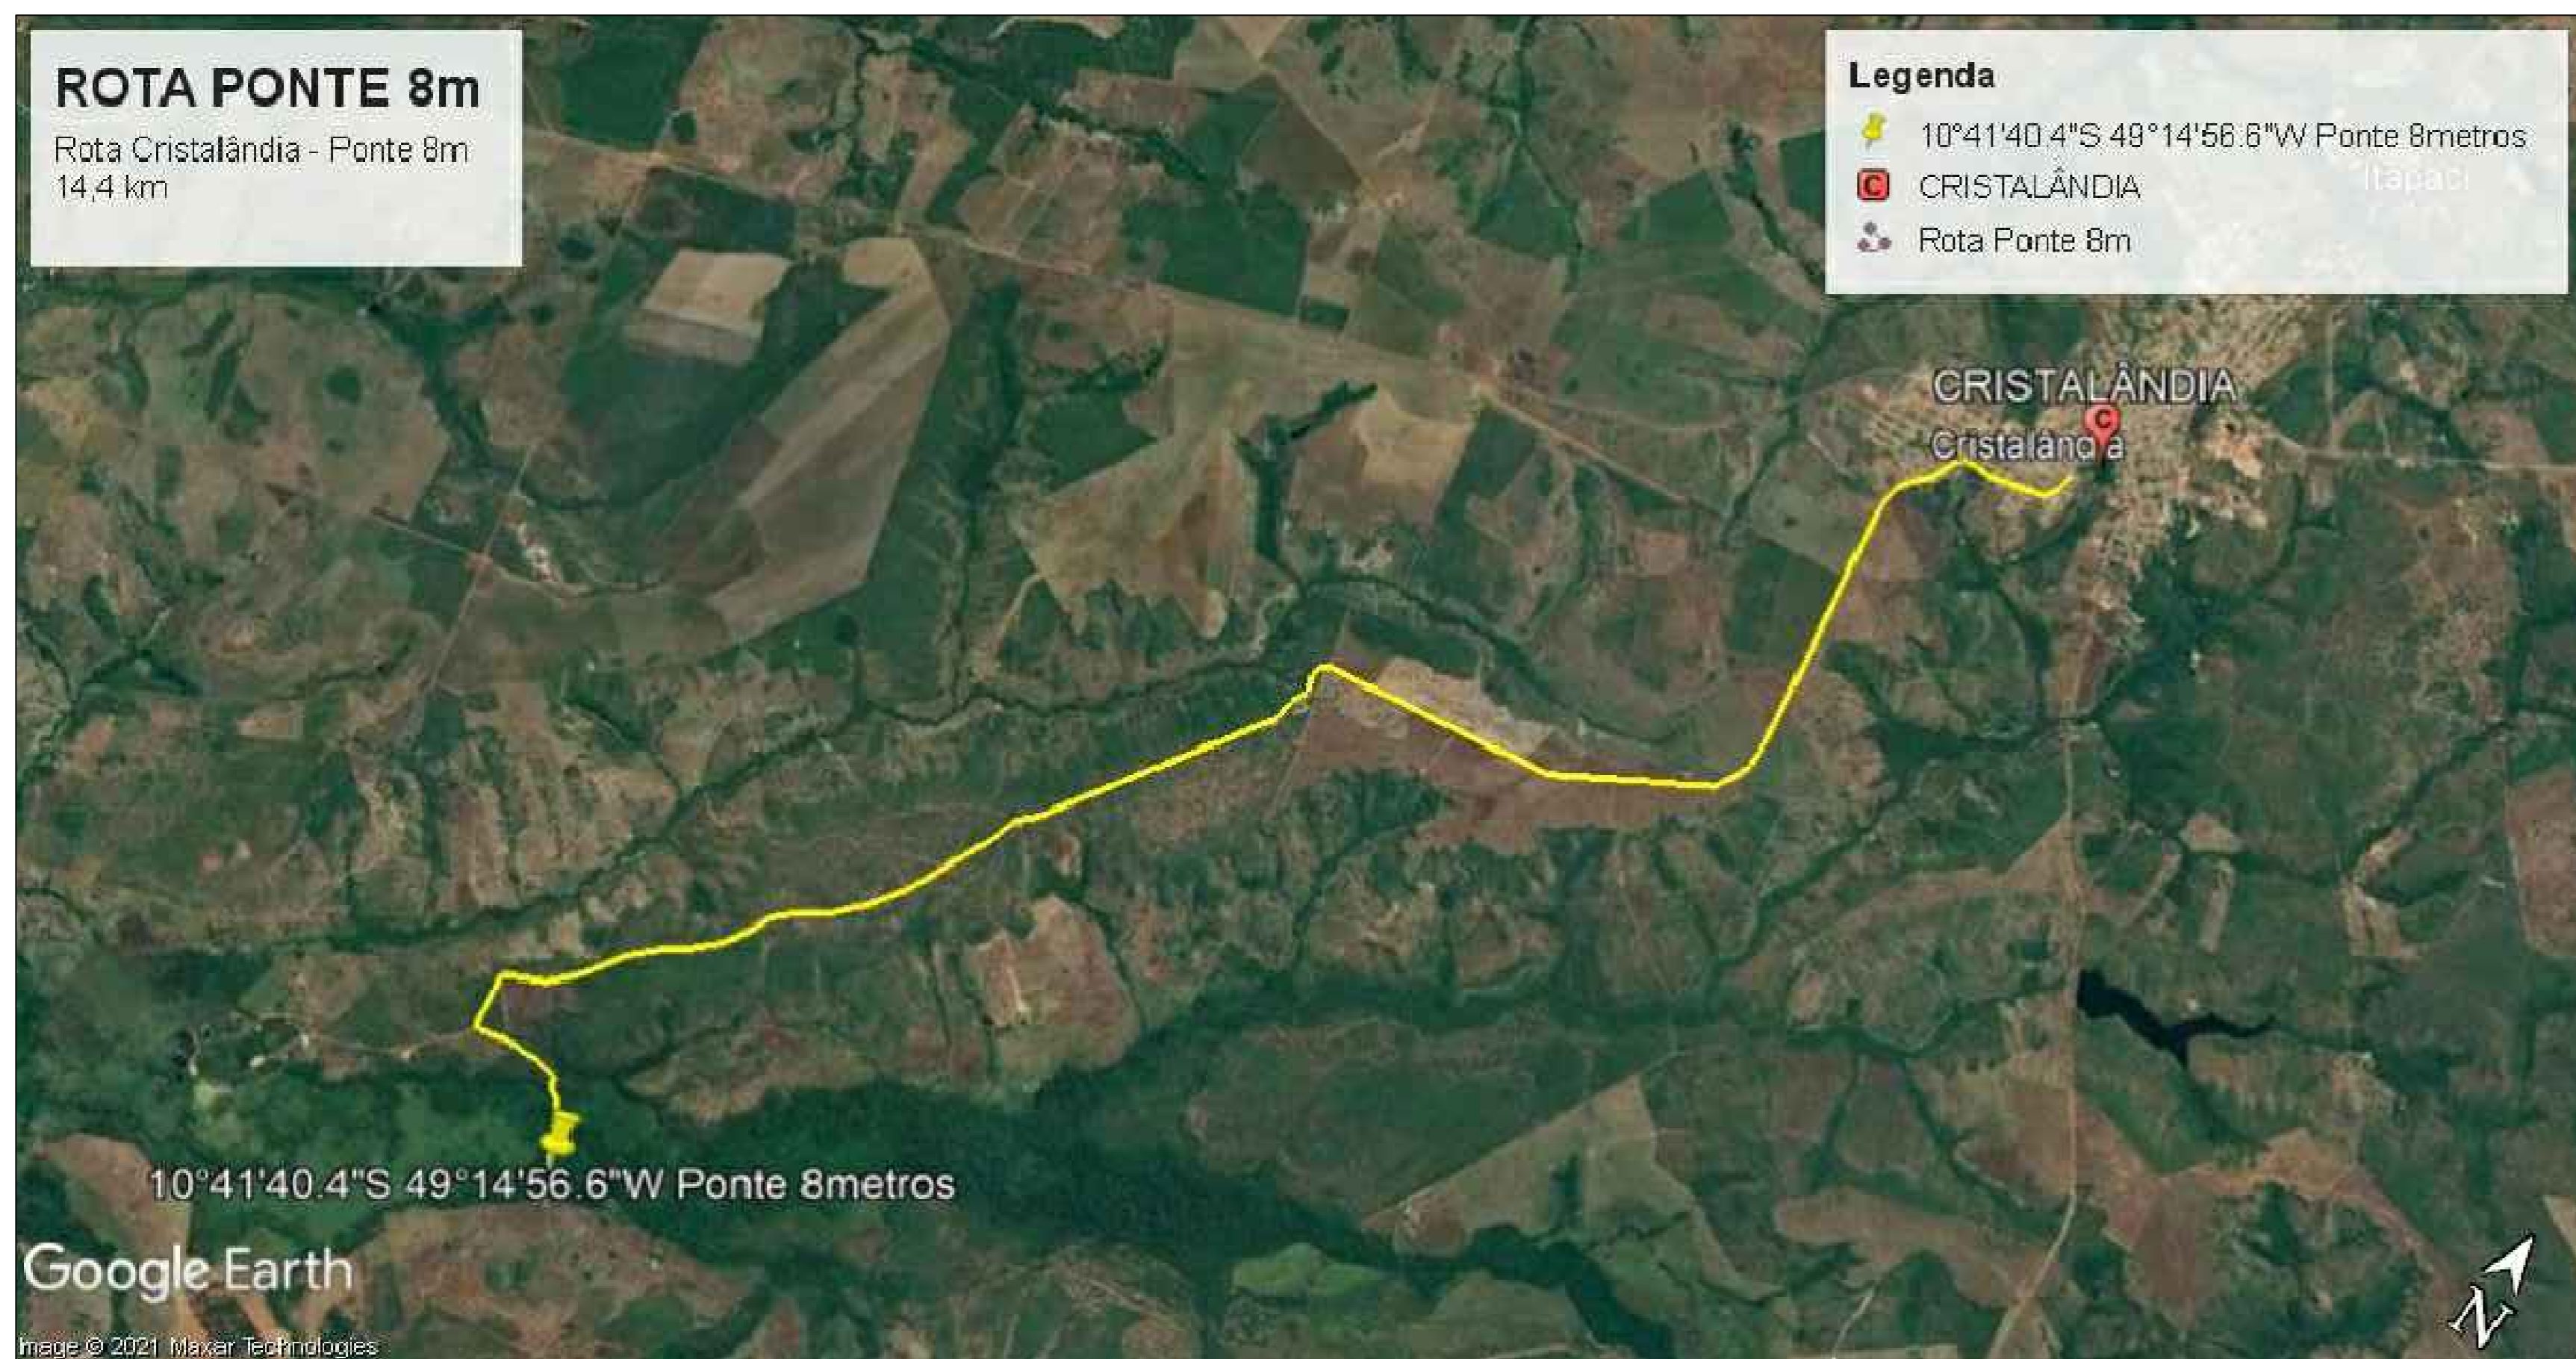 ROTA PONTE 8m
Rota Cristalândia - Ponte 8m
14,4 km
Legenda
10°41'40.4"S 49°14'56.6"W Ponte 8metros
CRISTALÂNDIA
Itapaci
Rota Ponte 8m
CRISTALÂNDIA
C
Cristalândia
10°41'40.4"S 49°14'56.6"W Ponte 8metros
Google Earth
N
Image © 2021 Maxar Technologies